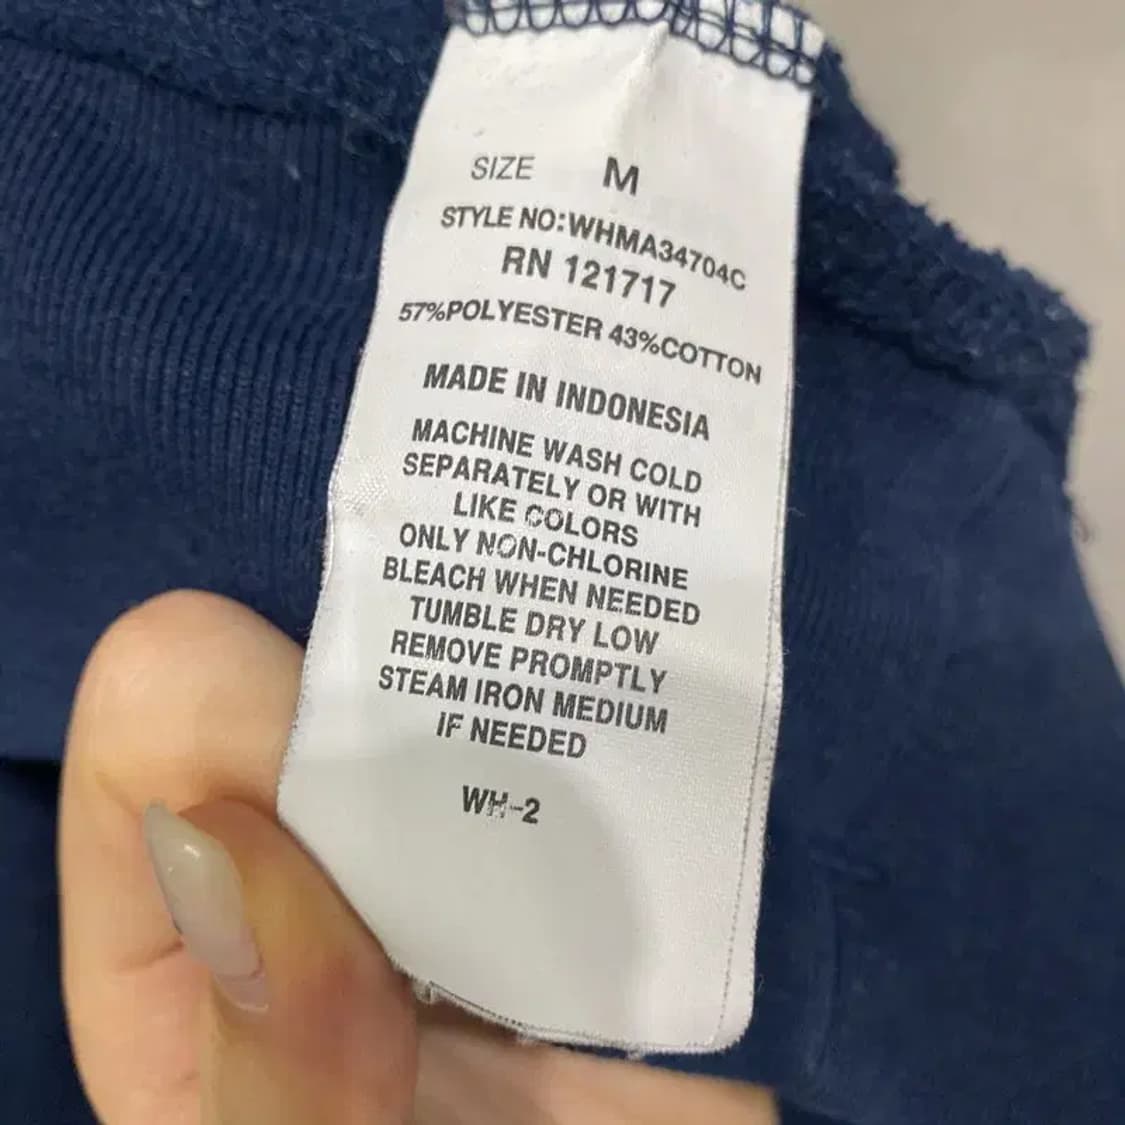 SIZE M
STYLE NO:WHMA34704C
RN 121717
57%POLYESTER 43%COTTON
MADE IN INDONESIA
MACHINE WASH COLD
SEPARATELY OR WITH
LIKE COLORS
ONLY NON-CHLORINE
BLEACH WHEN NEEDED
TUMBLE DRY LOW
REMOVE PROMPTLY
STEAM IRON MEDIUM
IF NEEDED
WH-2